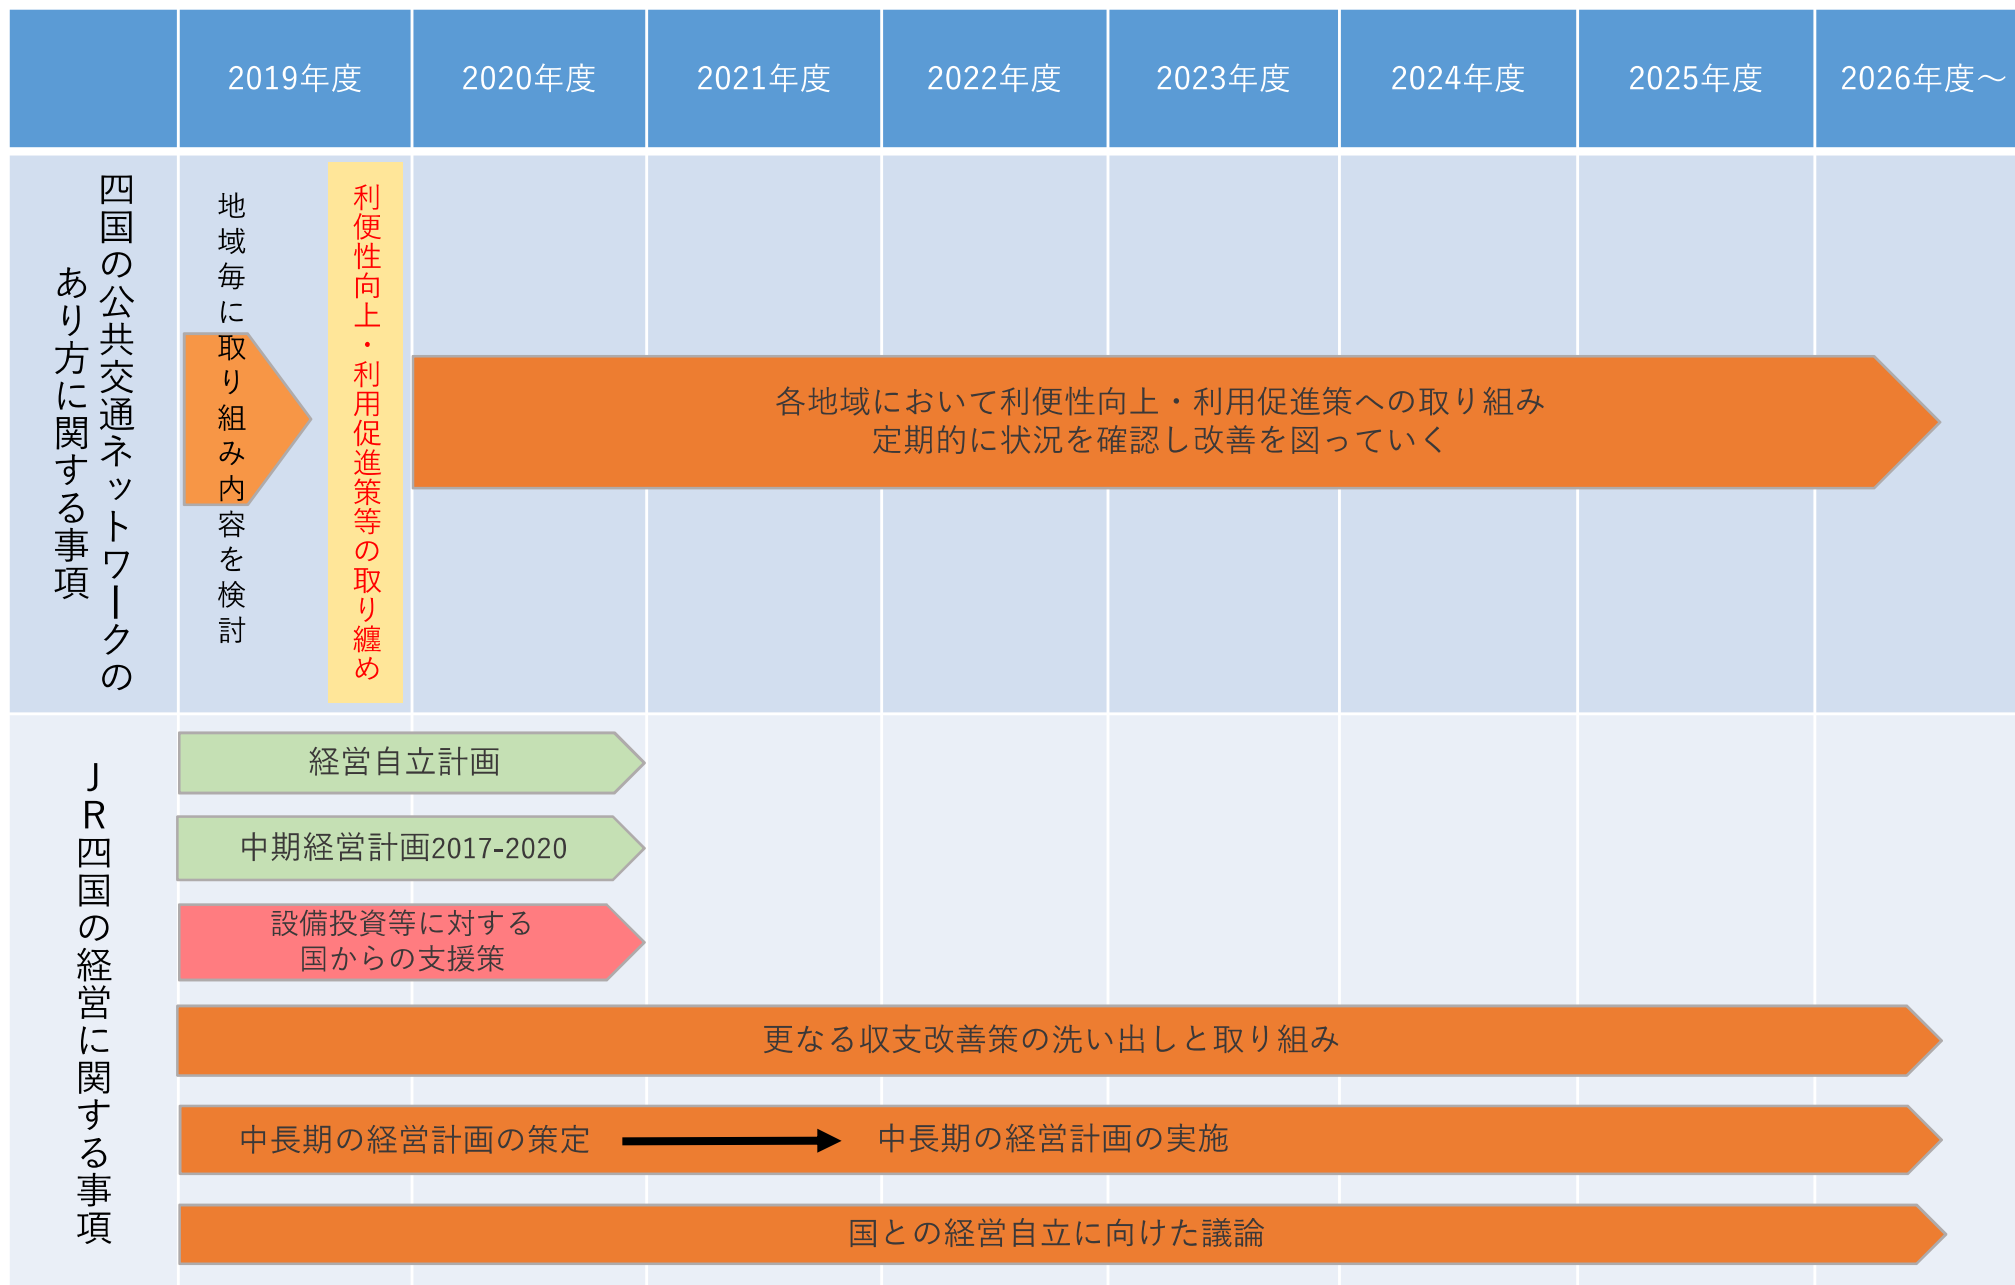 2019年度
2020年度
2021年度
2022年度
2023年度
2024年度
2025年度
2026年度～
四国の公共交通ネットワークの
あり方に関する事項
地域毎に取り組み内容を検討
利便性向上・利用促進策等の取り纏め
各地域において利便性向上・利用促進策への取り組み
定期的に状況を確認し改善を図っていく
ＪＲ四国の経営に関する事項
経営自立計画
中期経営計画2017-2020
設備投資等に対する
国からの支援策
更なる収支改善策の洗い出しと取り組み
中長期の経営計画の策定
中長期の経営計画の実施
国との経営自立に向けた議論